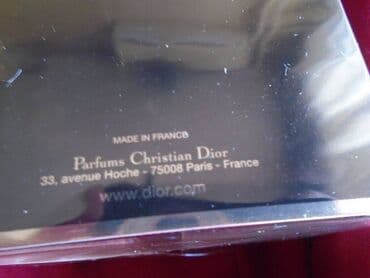 MADE IN FRANCE
Parfums Christian Dior
33, avenue Hoche - 75008 Paris - France
www.dior.com